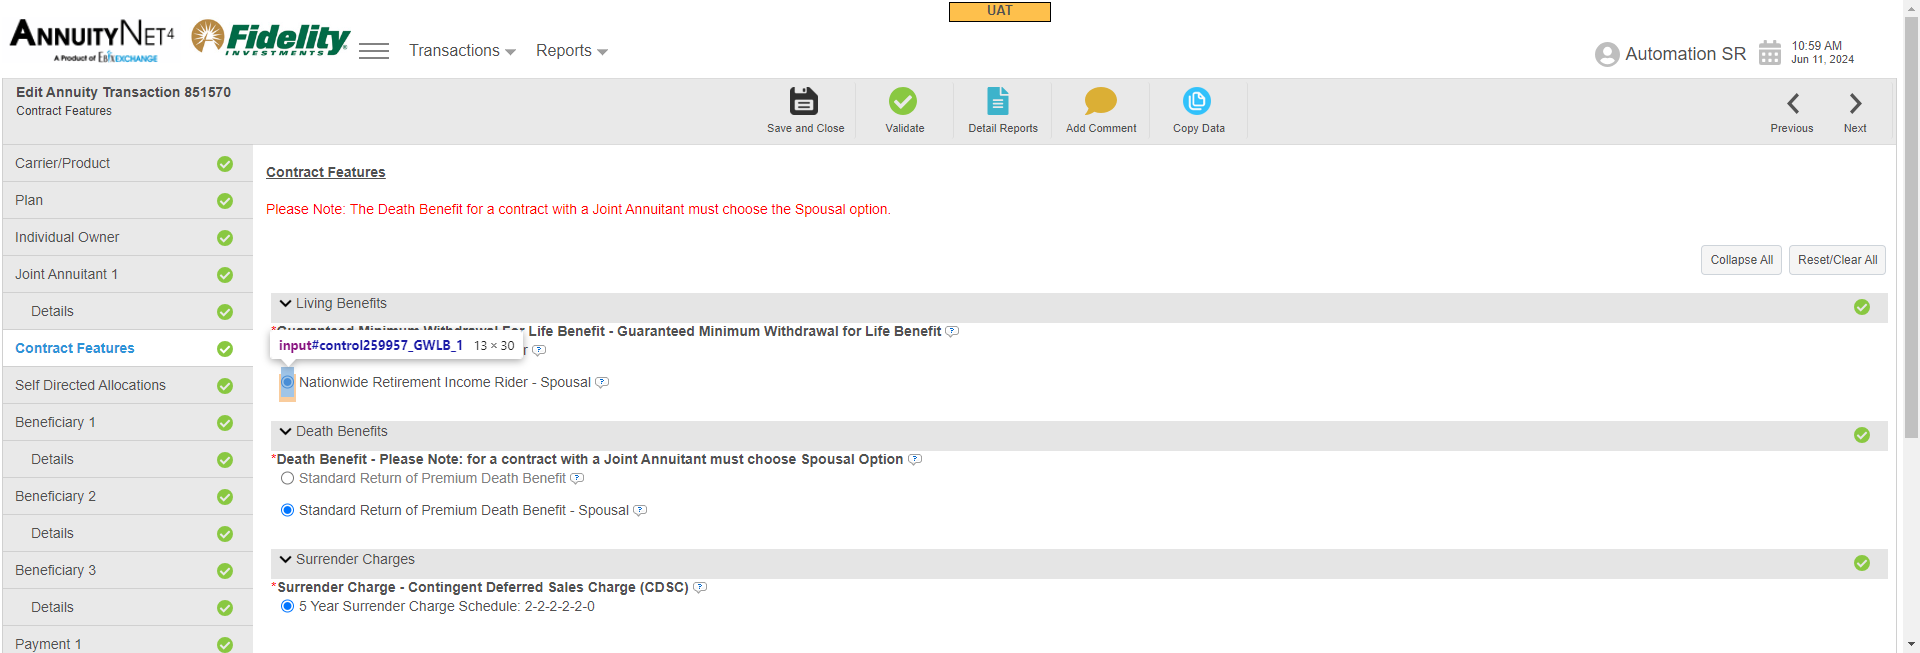 UAT
ANNUITYNET4
A Product of EbixEXCHANGE
Fidelity
INVESTMENTS
Transactions
Reports
Automation SR
10:59 AM
Jun 11, 2024
Edit Annuity Transaction 851570
Contract Features
Save and Close
Validate
Detail Reports
Add Comment
Copy Data
Previous
Next
Carrier/Product
Plan
Individual Owner
Joint Annuitant 1
Details
Contract Features
Self Directed Allocations
Beneficiary 1
Details
Beneficiary 2
Details
Beneficiary 3
Details
Payment 1
Contract Features
Please Note: The Death Benefit for a contract with a Joint Annuitant must choose the Spousal option.
Collapse All
Reset/Clear All
Living Benefits
*Guaranteed Minimum Withdrawal For Life Benefit - Guaranteed Minimum Withdrawal for Life Benefit
input#control259957_GWLB_1 13 × 30
Nationwide Retirement Income Rider - Spousal
Death Benefits
*Death Benefit - Please Note: for a contract with a Joint Annuitant must choose Spousal Option
Standard Return of Premium Death Benefit
Standard Return of Premium Death Benefit - Spousal
Surrender Charges
*Surrender Charge - Contingent Deferred Sales Charge (CDSC)
5 Year Surrender Charge Schedule: 2-2-2-2-2-0